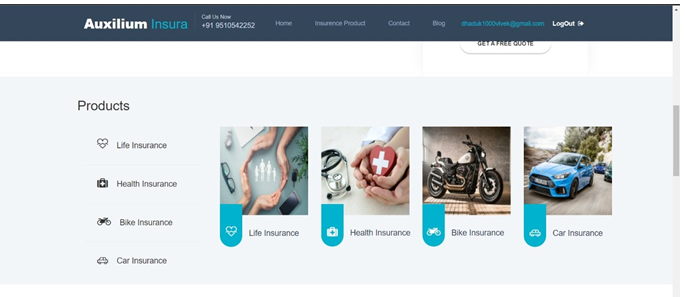 Auxilium Insura
Call Us Now
+91 9510542252
Home
Insurence Product
Contact
Blog
dhaduk1000vivek@gmail.com
LogOut
GET A FREE QUOTE
Products
Life Insurance
Health Insurance
Bike Insurance
Car Insurance
Life Insurance
Health Insurance
Bike Insurance
Car Insurance